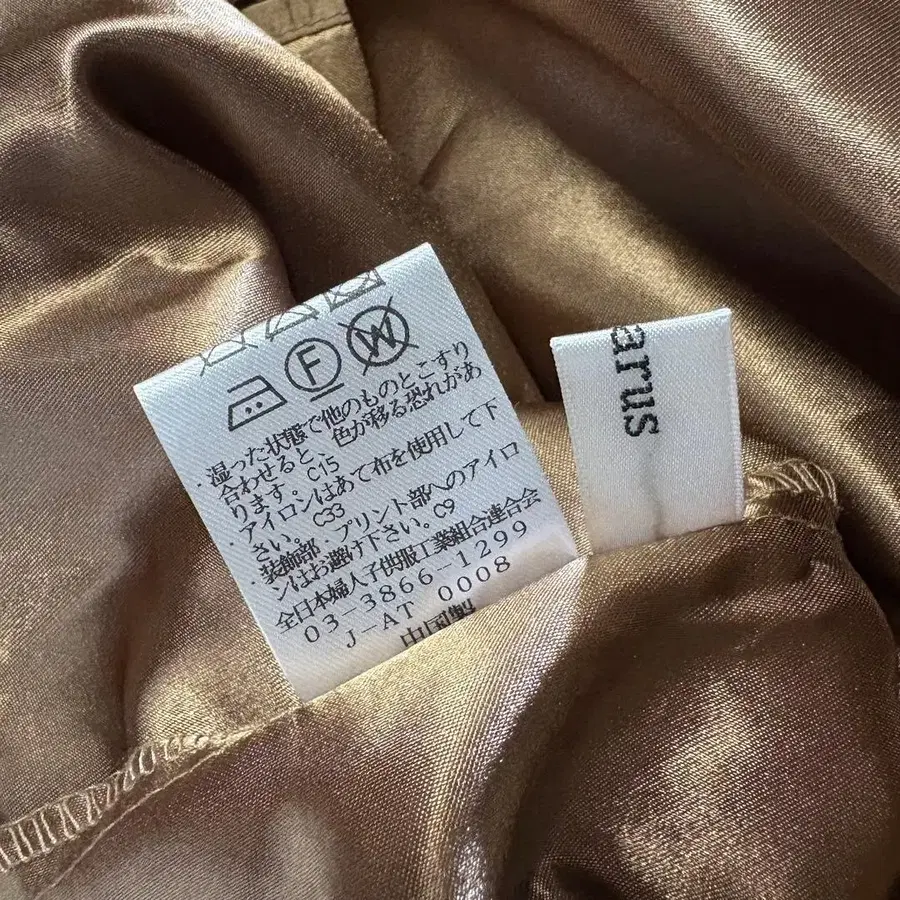 F W
・湿った状態で他のものとこすり
合わせると、色が移る恐れがあ
ります。C15
・アイロンはあて布を使用して下
さい。C33
・装飾部・プリント部へのアイロ
ンはお避け下さい。C9
全日本婦人子供服工業組合連合会
03-3866-1299
J-AT 0008
中国製
arus